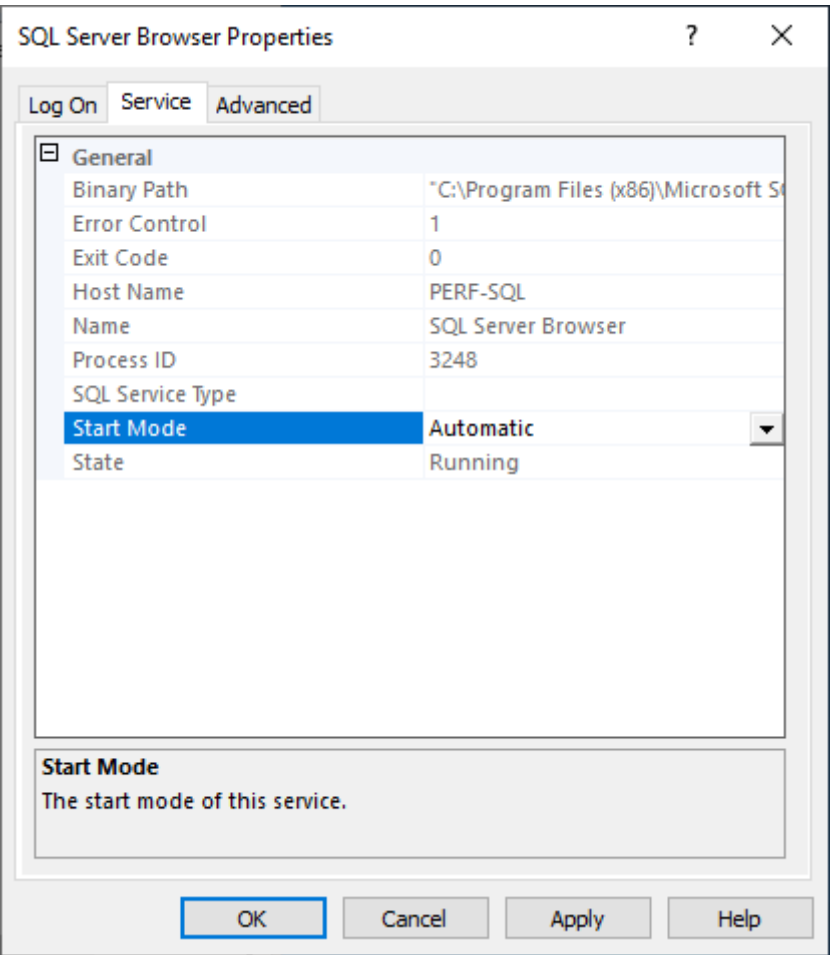 SQL Server Browser Properties ? ×
Log On Service Advanced
General
Binary Path "C:\Program Files (x86)\Microsoft
Error Control 1
Exit Code 0
Host Name PERF-SQL
Name SQL Server Browser
Process ID 3248
SQL Service Type
Start Mode Automatic
State Running
Start Mode
The start mode of this service.
OK Cancel Apply Help